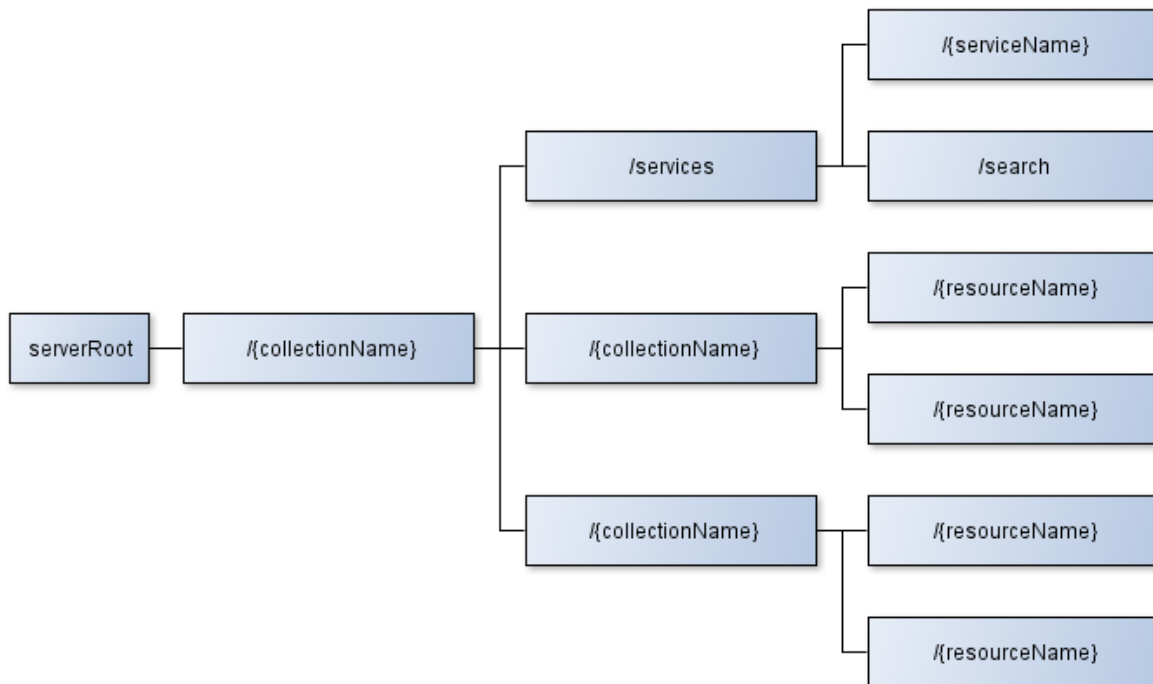 /{serviceName}
/services
/search
/{resourceName}
serverRoot
/{collectionName}
/{collectionName}
/{resourceName}
/{collectionName}
/{resourceName}
/{resourceName}